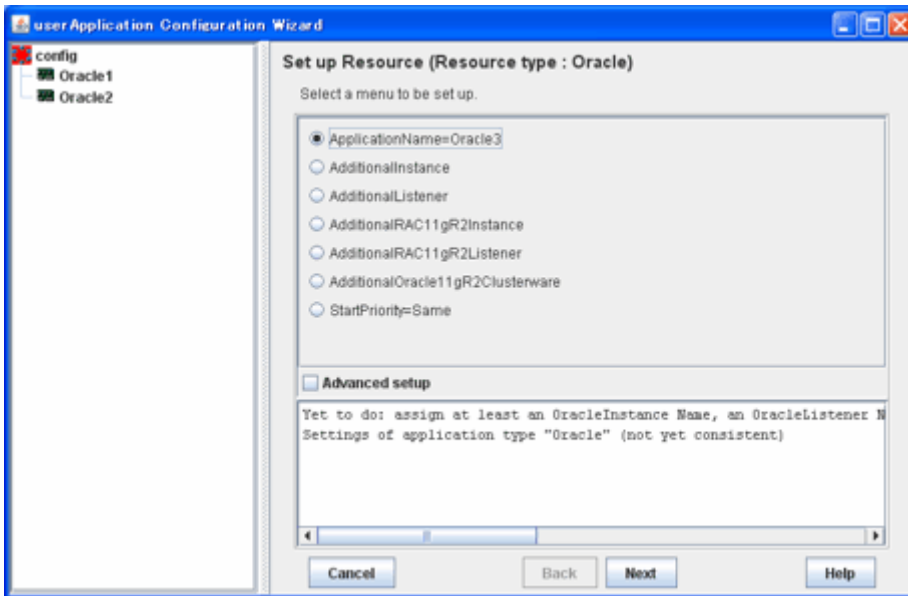 user Application Configuration Wizard
config
Oracle1
Oracle2
Set up Resource (Resource type : Oracle)
Select a menu to be set up.
ApplicationName=Oracle3
AdditionalInstance
AdditionalListener
AdditionalRAC11gR2Instance
AdditionalRAC11gR2Listener
AdditionalOracle11gR2Clusterware
StartPriority=Same
Advanced setup
Yet to do: assign at least an OracleInstance Name, an OracleListener N
Settings of application type "Oracle" (not yet consistent)
Cancel Back Next Help